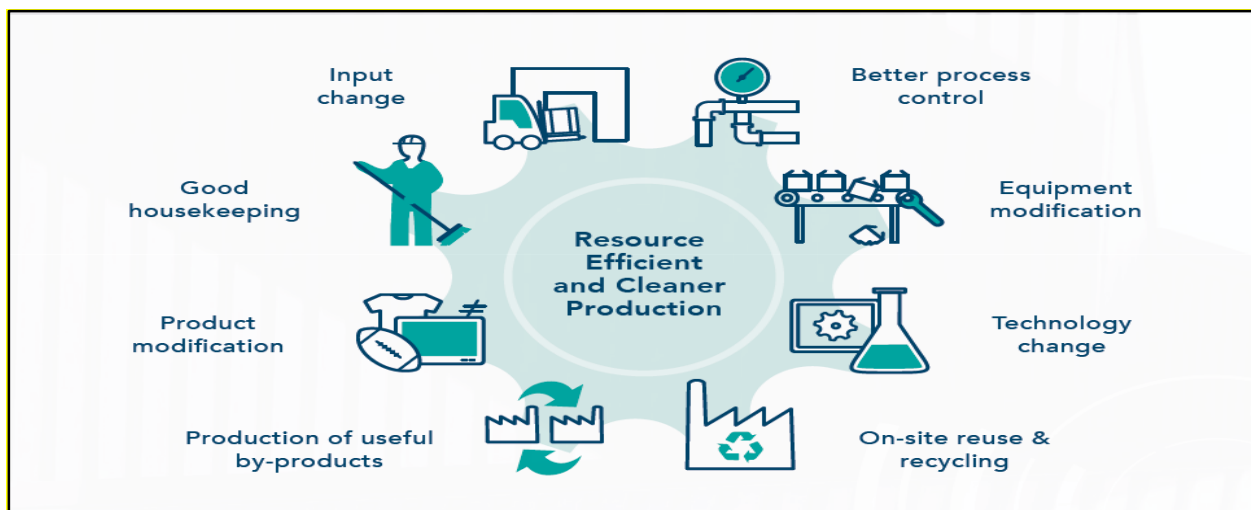 Input
change
Better process
control
Good
housekeeping
Equipment
modification
Resource
Efficient
and Cleaner
Production
Product
modification
Technology
change
Production of useful
by-products
On-site reuse &
recycling